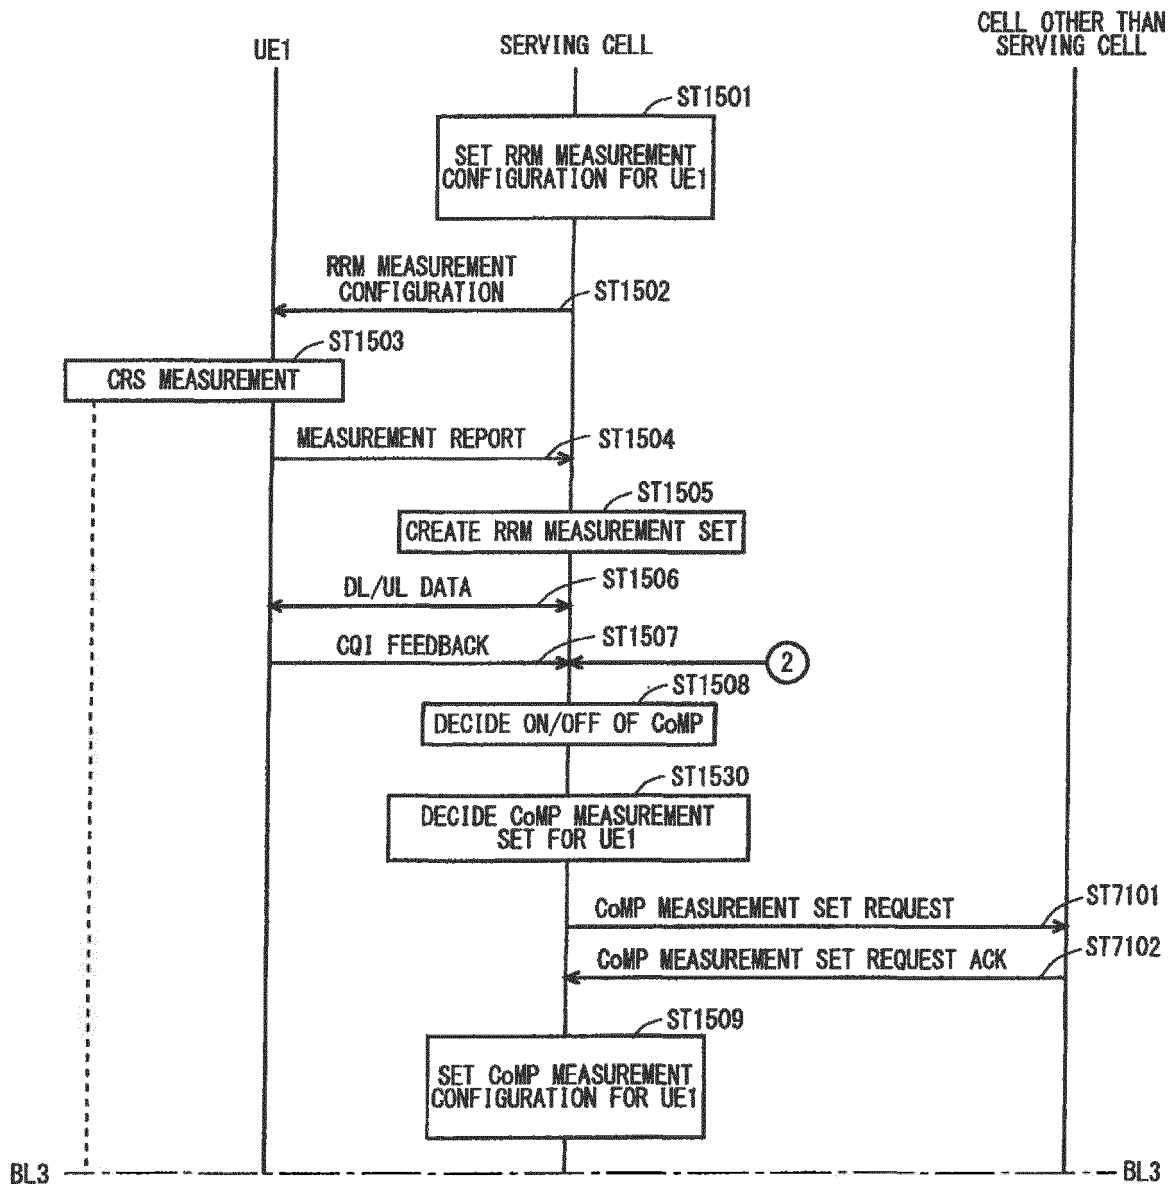 UE1
SERVING CELL
CELL OTHER THAN
SERVING CELL
ST1501
SET RRM MEASUREMENT
CONFIGURATION FOR UE1
RRM MEASUREMENT
CONFIGURATION
ST1502
ST1503
CRS MEASUREMENT
MEASUREMENT REPORT
ST1504
ST1505
CREATE RRM MEASUREMENT SET
DL/UL DATA
ST1506
CQI FEEDBACK
ST1507
2
ST1508
DECIDE ON/OFF OF CoMP
ST1530
DECIDE CoMP MEASUREMENT
SET FOR UE1
CoMP MEASUREMENT SET REQUEST
ST7101
CoMP MEASUREMENT SET REQUEST ACK
ST7102
ST1509
SET CoMP MEASUREMENT
CONFIGURATION FOR UE1
BL3
BL3